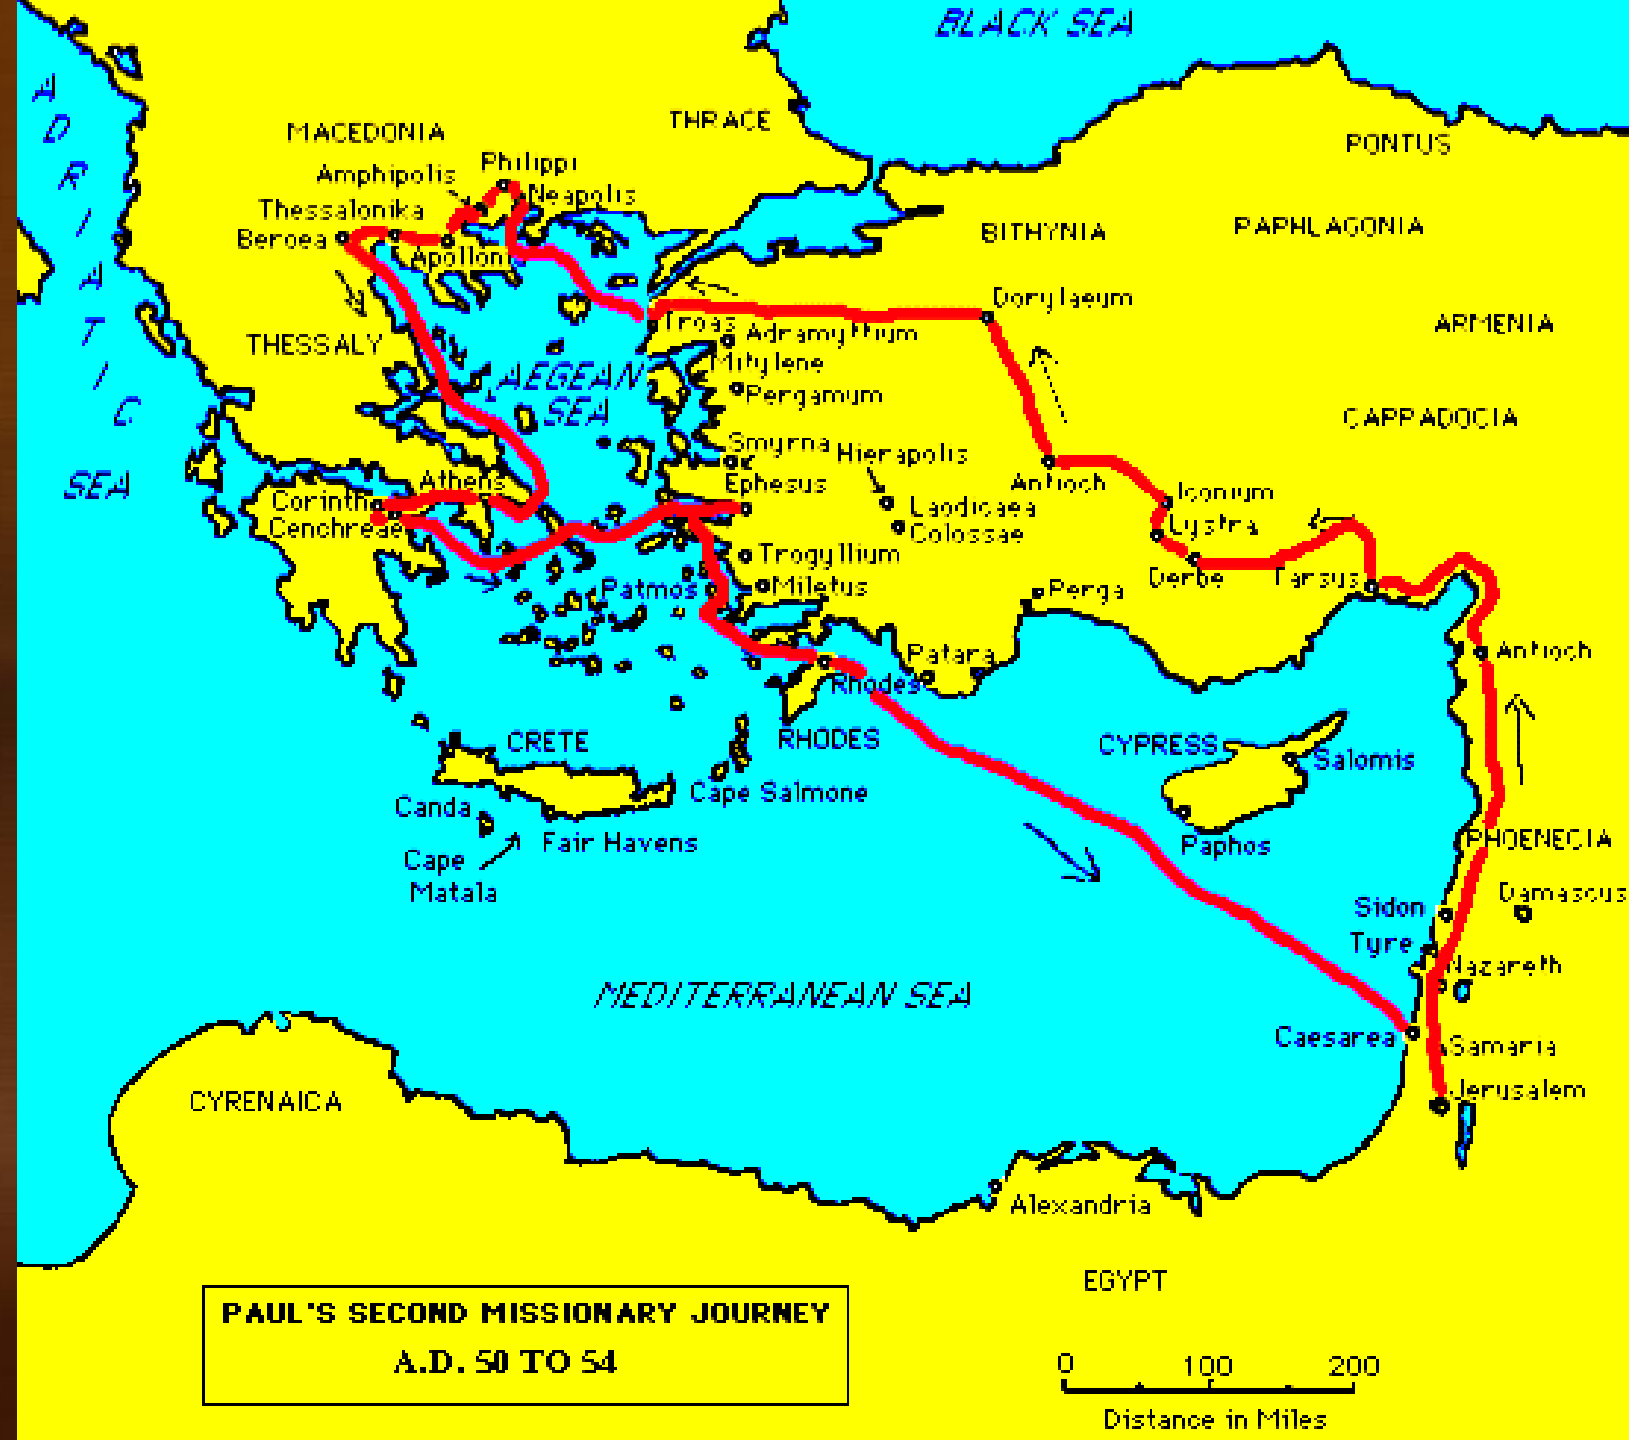 BLACK SEA
ADRIATIC
SEA
MACEDONIA
THRACE
PONTUS
Philippi
Amphipolis
Neapolis
Thessalonika
Beroea
Apolloni
BITHYNIA
PAPHLAGONIA
Dorylaeum
ARMENIA
THESSALY
Troas
Adramyttium
Mitylene
Pergamum
AEGEAN
SEA
CAPPADOCIA
Smyrna
Hierapolis
Ephesus
Antioch
Iconium
Athens
Corinth
Cenchreae
Laodicaea
Colossae
Lystra
Trogyllium
Derbe
Tarsus
Patmos
Miletus
Perga
Patara
Antioch
Rhodes
RHODES
CRETE
CYPRESS
Salomis
Cape Salmone
Canda
Fair Havens
Cape
Matala
Paphos
PHOENECIA
Damascus
Sidon
Tyre
Nazareth
MEDITERRANEAN SEA
Caesarea
Samaria
Jerusalem
CYRENAICA
Alexandria
EGYPT
PAUL'S SECOND MISSIONARY JOURNEY
A.D. 50 TO 54
0 100 200
Distance in Miles